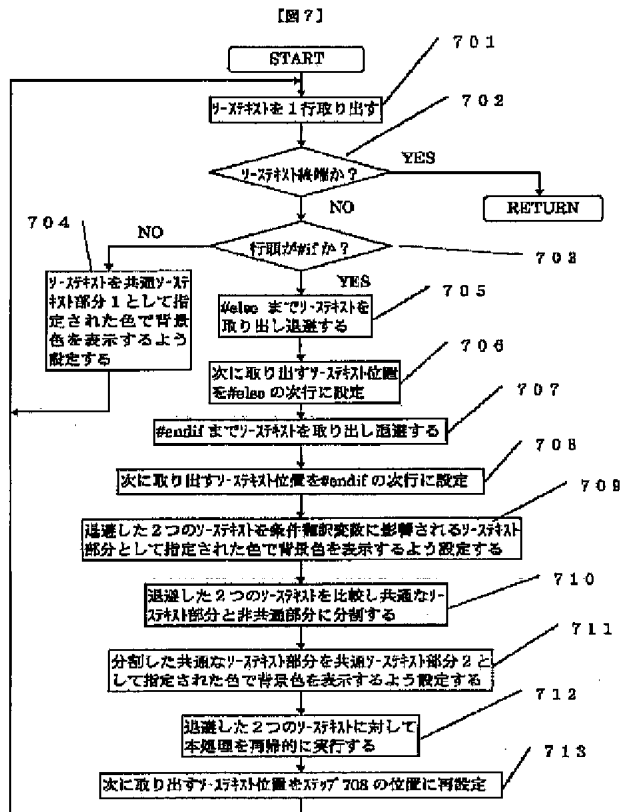 【図7】
START
701
ソーステキストを1行取り出す
702
ソーステキスト終端か?
YES
RETURN
NO
704
NO
行頭が#ifか?
703
YES
ソーステキストを共通ソーステ
キスト部分1として指
定された色で背景
色を表示するよう
設定する
705
#else までソーステキストを
取り出し退避する
706
次に取り出すソーステキスト位置
を#elseの次行に設定
707
#endifまでソーステキストを取り出し退避する
708
次に取り出すソーステキスト位置を#endifの次行に設定
709
退避した2つのソーステキストを条件翻訳変数に影響されるソーステキスト
部分として指定された色で背景色を表示するよう設定する
710
退避した2つのソーステキストを比較し共通なソー
ステキスト部分と非共通部分に分割する
711
分割した共通なソーステキスト部分を共通ソーステキスト部分2と
して指定された色で背景色を表示するよう設定する
712
退避した2つのソーステキストに対して
本処理を再帰的に実行する
713
次に取り出すソーステキスト位置をステップ708の位置に再設定